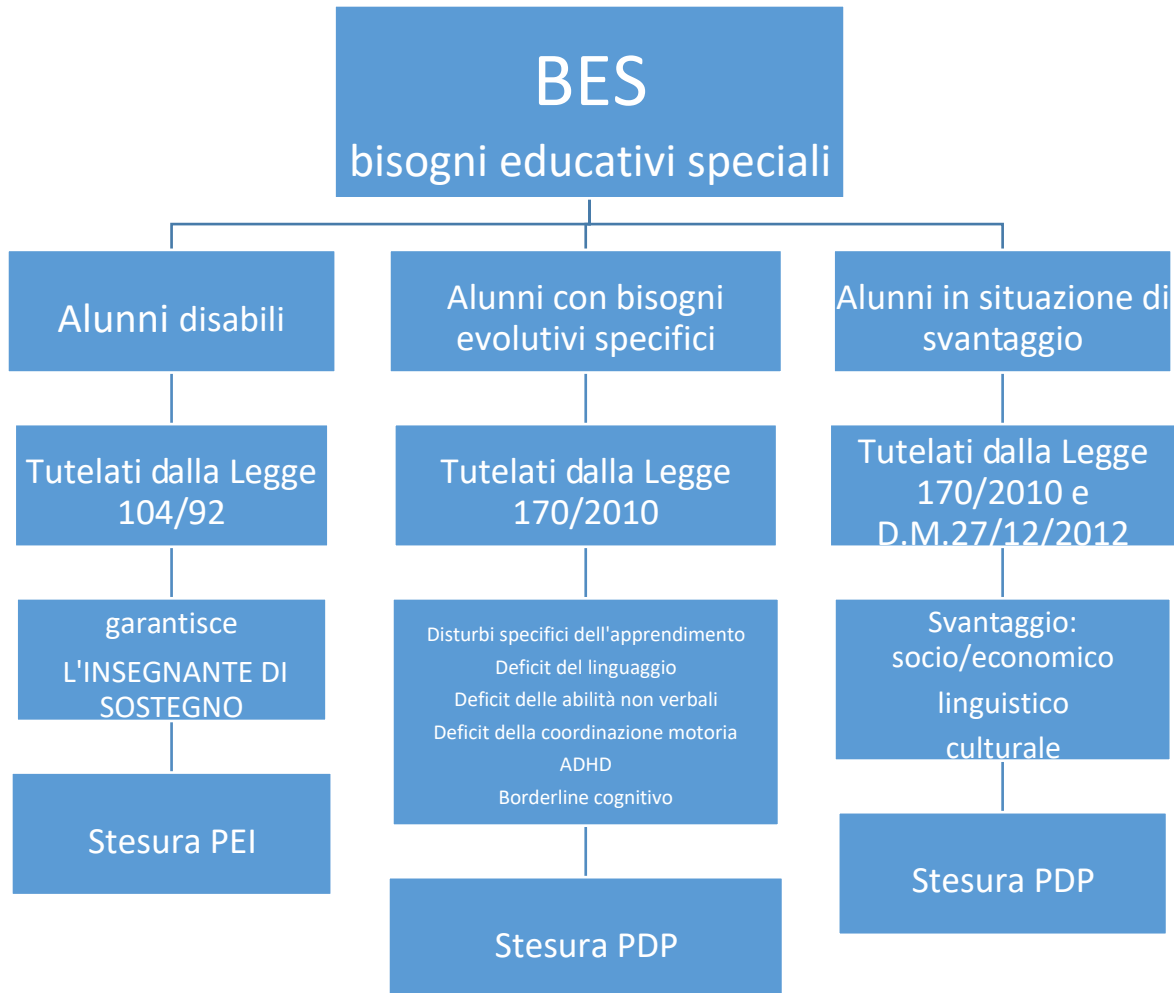 BES
bisogni educativi speciali
Alunni disabili
Tutelati dalla Legge
104/92
garantisce
L'INSEGNANTE DI
SOSTEGNO
Stesura PEI
Alunni con bisogni
evolutivi specifici
Tutelati dalla Legge
170/2010
Disturbi specifici dell'apprendimento
Deficit del linguaggio
Deficit delle abilità non verbali
Deficit della coordinazione motoria
ADHD
Borderline cognitivo
Stesura PDP
Alunni in situazione di
svantaggio
Tutelati dalla Legge
170/2010 e
D.M.27/12/2012
Svantaggio:
socio/economico
linguistico
culturale
Stesura PDP